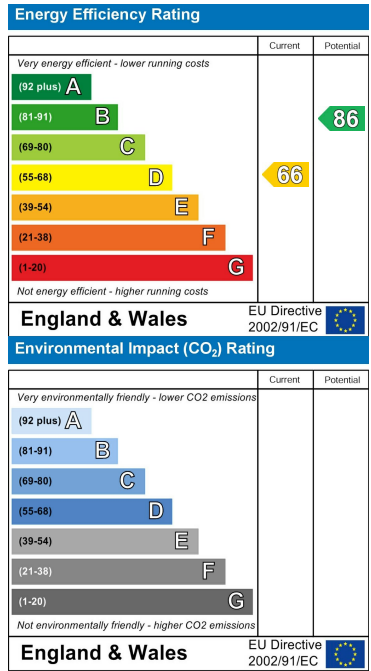 Energy Efficiency Rating
Current Potential
Very energy efficient - lower running costs
(92 plus) A
(81-91) B
86
(69-80) C
(55-68) D
66
(39-54) E
(21-38) F
(1-20) G
Not energy efficient - higher running costs
England & Wales
EU Directive
2002/91/EC
Environmental Impact (CO₂) Rating
Current Potential
Very environmentally friendly - lower CO2 emissions
(92 plus) A
(81-91) B
(69-80) C
(55-68) D
(39-54) E
(21-38) F
(1-20) G
Not environmentally friendly - higher CO2 emissions
England & Wales
EU Directive
2002/91/EC